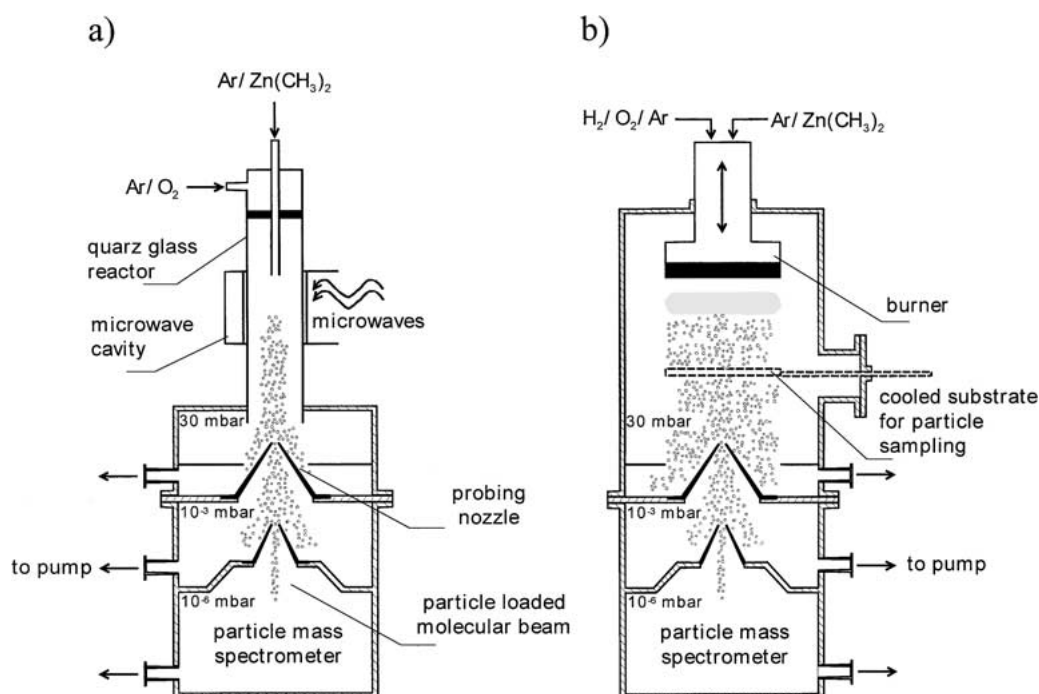 a)
Ar/ Zn(CH₃)₂
Ar/ O₂
quarz glass
reactor
microwave
cavity
microwaves
30 mbar
probing
nozzle
10⁻³ mbar
to pump
10⁻⁶ mbar
particle loaded
molecular beam
particle mass
spectrometer
b)
H₂/ O₂/ Ar
Ar/ Zn(CH₃)₂
burner
cooled substrate
for particle
sampling
30 mbar
10⁻³ mbar
to pump
10⁻⁶ mbar
particle mass
spectrometer